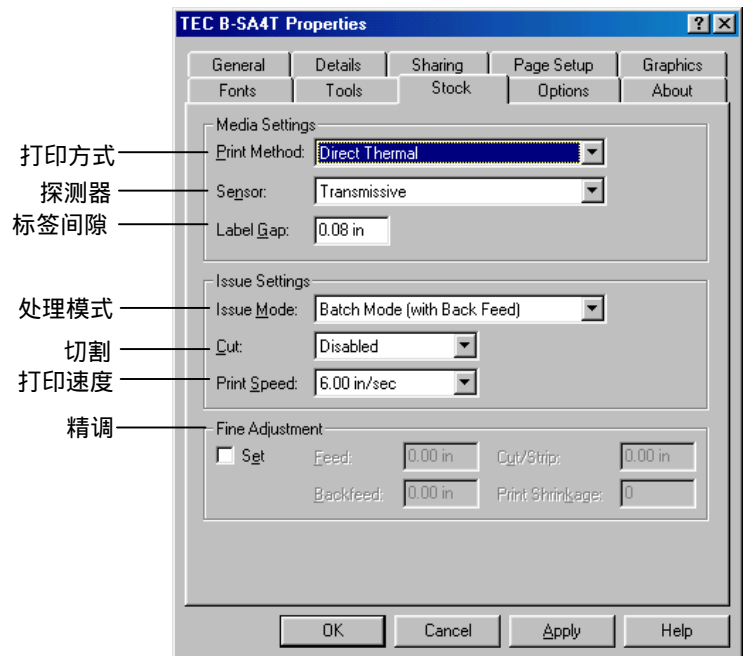 TEC B-SA4T Properties
General Details Sharing Page Setup Graphics
Fonts Tools Stock Options About
Media Settings
打印方式 Print Method: Direct Thermal
探测器 Sensor: Transmissive
标签间隙 Label Gap: 0.08 in
Issue Settings
处理模式 Issue Mode: Batch Mode (with Back Feed)
切割 Cut: Disabled
打印速度 Print Speed: 6.00 in/sec
精调 Fine Adjustment
Set Feed: 0.00 in Cut/Strip: 0.00 in
Backfeed: 0.00 in Print Shrinkage: 0
OK Cancel Apply Help